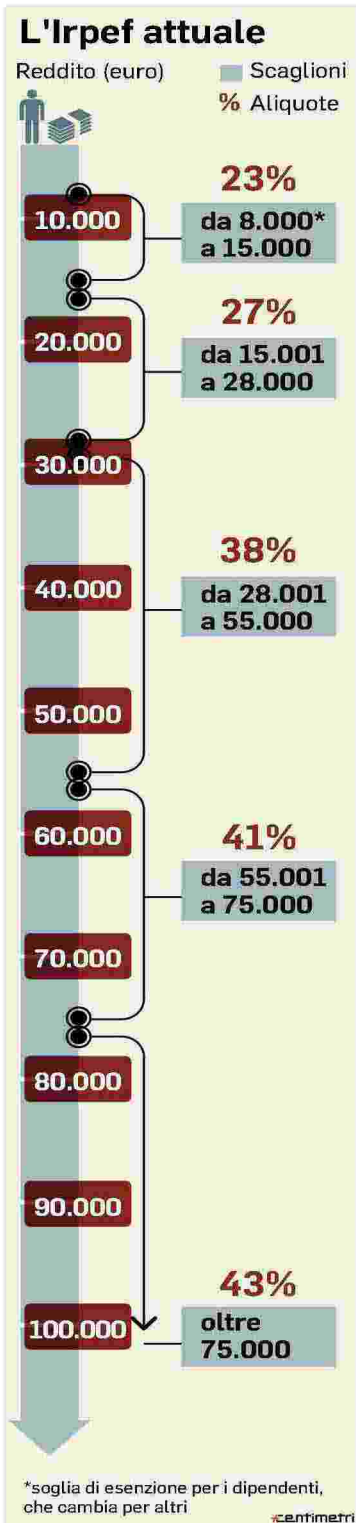 L'Irpef attuale
Reddito (euro)
Scaglioni
% Aliquote
10.000
23%
da 8.000*
a 15.000
20.000
27%
da 15.001
a 28.000
30.000
40.000
38%
da 28.001
a 55.000
50.000
60.000
41%
da 55.001
a 75.000
70.000
80.000
90.000
100.000
43%
oltre
75.000
*soglia di esenzione per i dipendenti,
che cambia per altri
centimetri